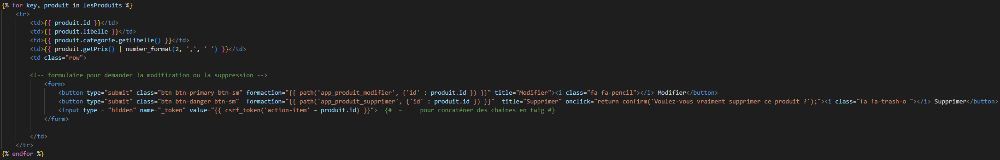 {% for key, produit in lesProduits %}
<tr>
<td>{{ produit.id }}</td>
<td>{{ produit.libelle }}</td>
<td>{{ produit.categorie.getLibelle() }}</td>
<td>{{ produit.getPrix() | number_format(2, ',', ' ') }}</td>
<td class="row">
<!-- formulaire pour demander la modification ou la suppression -->
<form>
<button type="submit" class="btn btn-primary btn-sm" formaction="{{ path('app_produit_modifier', {'id' : produit.id }) }}" title="Modifier"><i class="fa fa-pencil"></i> Modifier</button>
<button type="submit" class="btn btn-danger btn-sm"  formaction="{{ path('app_produit_supprimer', {'id' : produit.id }) }}"  title="Supprimer" onclick="return confirm('Voulez-vous vraiment supprimer ce produit ?');"><i class="fa fa-trash-o "></i> Supprimer</button>
<input type = "hidden" name="_token" value="{{ csrf_token('action-item' ~ produit.id) }}">  {#  ~     pour concaténer des chaines en twig #}
</form>
</td>
</tr>
{% endfor %}